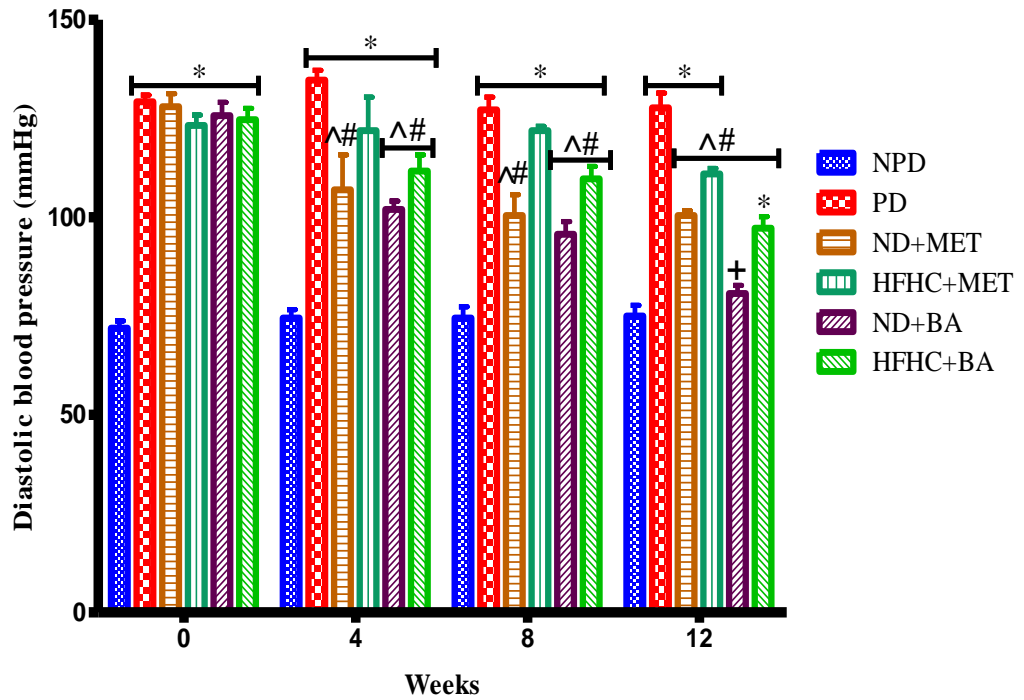 Diastolic blood pressure (mmHg)
150
100
50
0
*
*
*
*
^#
^#
^#
^#
^#
*
+
0
4
8
12
Weeks
NPD
PD
ND+MET
HFHC+MET
ND+BA
HFHC+BA